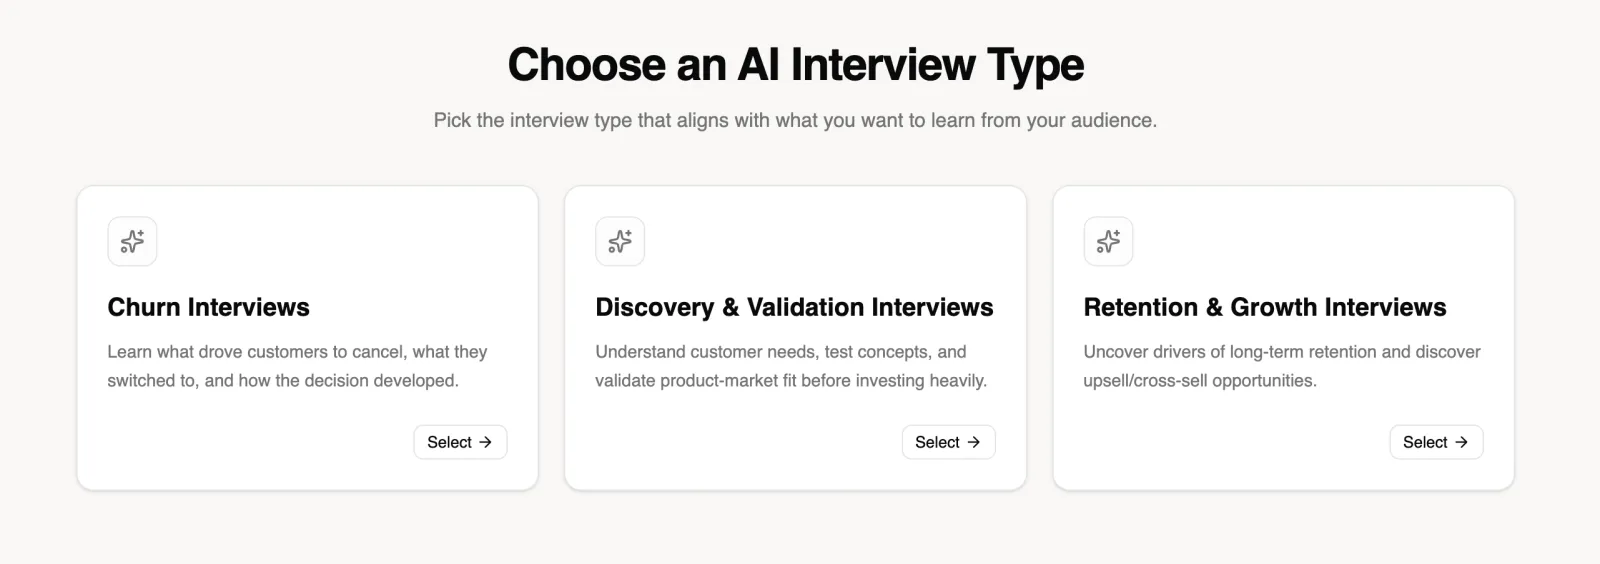 Choose an AI Interview Type
Pick the interview type that aligns with what you want to learn from your audience.
Churn Interviews
Learn what drove customers to cancel, what they
switched to, and how the decision developed.
Select →
Discovery & Validation Interviews
Understand customer needs, test concepts, and
validate product-market fit before investing heavily.
Select →
Retention & Growth Interviews
Uncover drivers of long-term retention and discover
upsell/cross-sell opportunities.
Select →